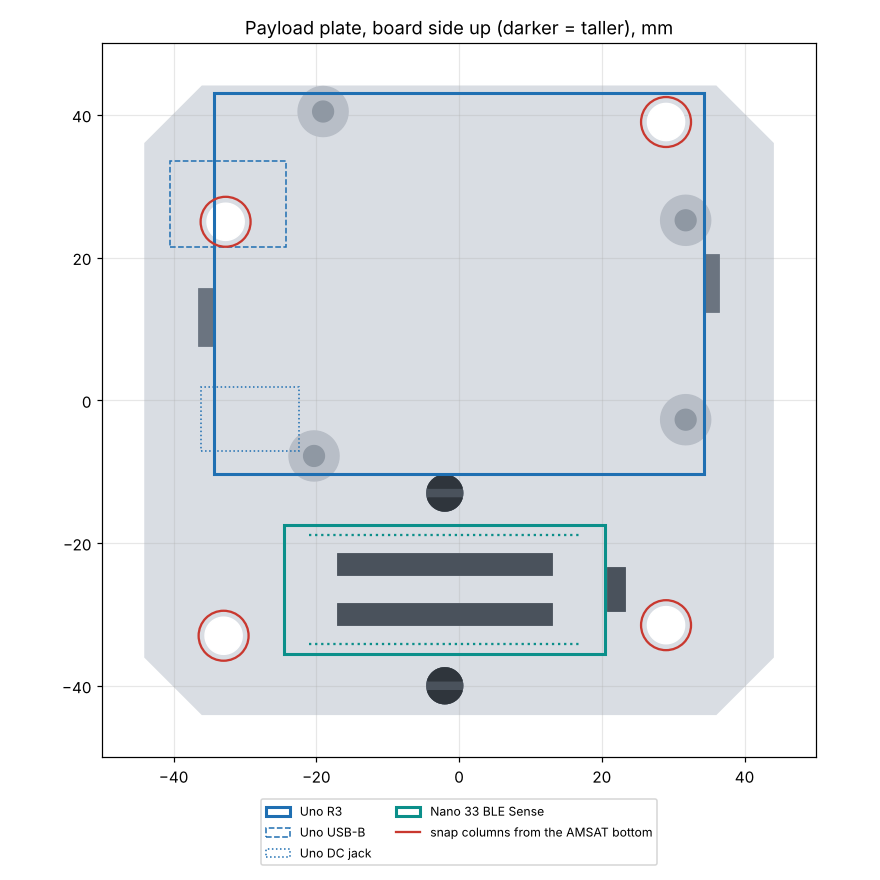 Payload plate, board side up (darker = taller), mm
40
20
0
−20
−40
−40
−20
0
20
40
Uno R3
Uno USB-B
Uno DC jack
Nano 33 BLE Sense
snap columns from the AMSAT bottom